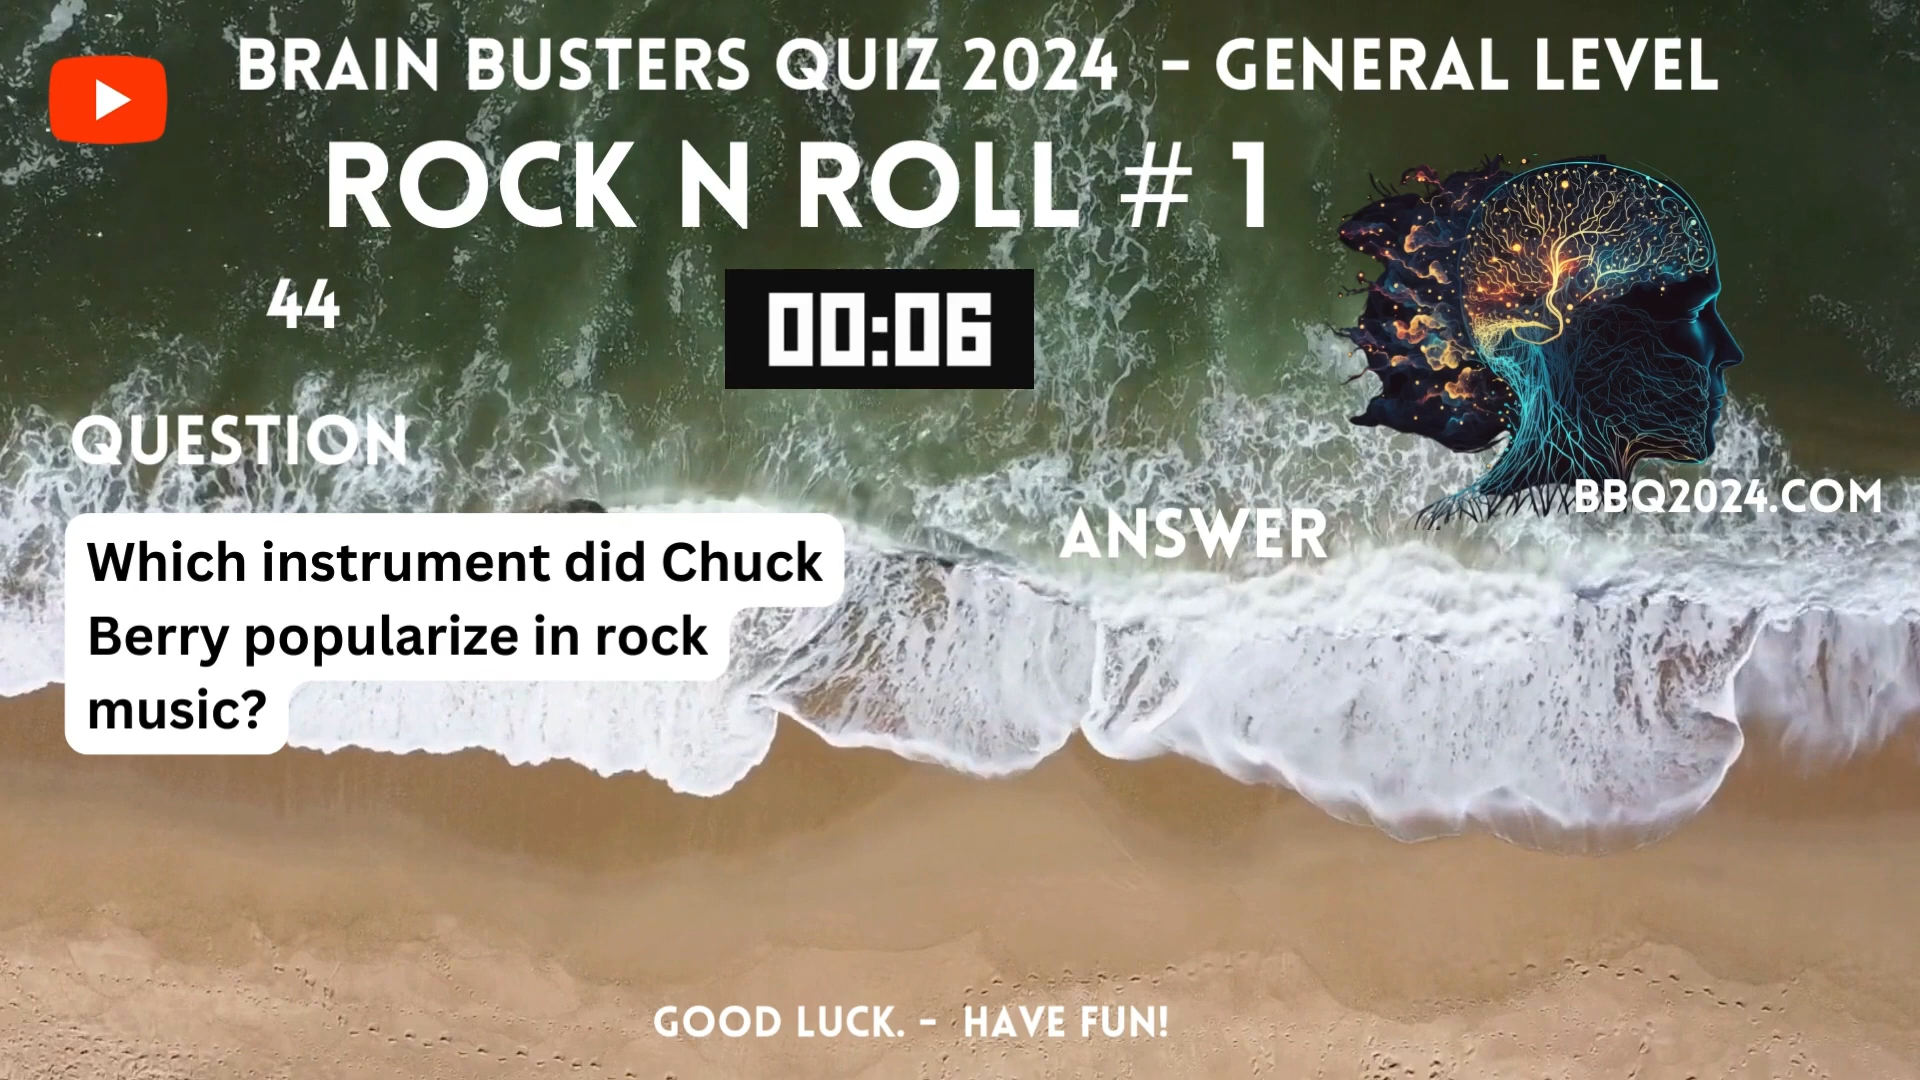 BRAIN BUSTERS QUIZ 2024 - GENERAL LEVEL
ROCK N ROLL # 1
44
00:06
QUESTION
BBQ2024.COM
ANSWER
Which instrument did Chuck
Berry popularize in rock
music?
GOOD LUCK. - HAVE FUN!